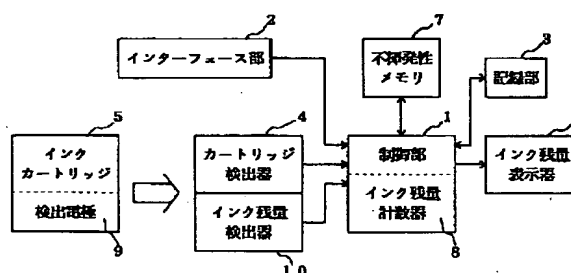 2
インターフェース部
7
不揮発性
メモリ
3
記録部
5
インク
カートリッジ
検出電極
9
4
カートリッジ
検出器
インク残量
検出器
10
1
制御部
インク残量
計数器
8
インク残量
表示器